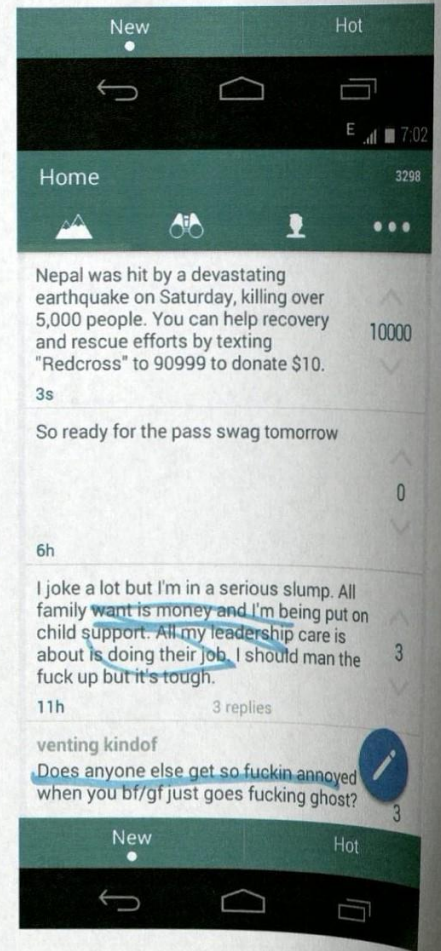 New Hot
E 7:02
Home 3298
Nepal was hit by a devastating
earthquake on Saturday, killing over
5,000 people. You can help recovery
and rescue efforts by texting
"Redcross" to 90999 to donate $10.
10000
3s
So ready for the pass swag tomorrow
0
6h
I joke a lot but I'm in a serious slump. All
family want is money and I'm being put on
child support. All my leadership care is
about is doing their job. I should man the
fuck up but it's tough.
3
11h 3 replies
venting kindof
Does anyone else get so fuckin annoyed
when you bf/gf just goes fucking ghost?
3
New Hot